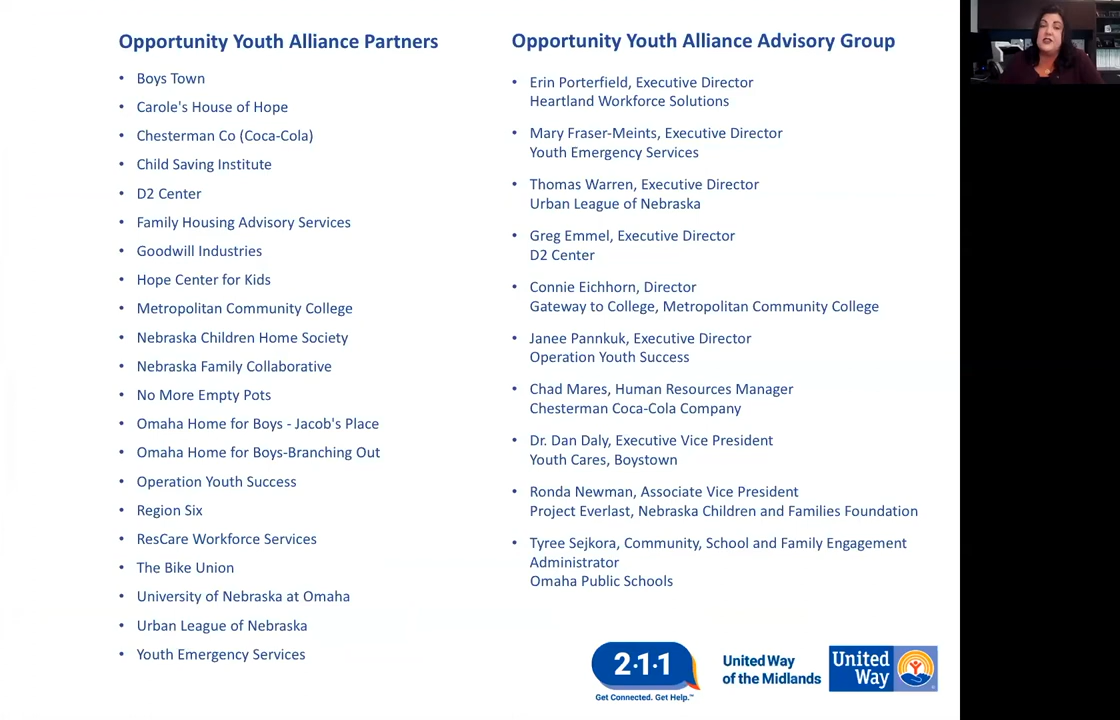 Opportunity Youth Alliance Partners
• Boys Town
• Carole's House of Hope
• Chesterman Co (Coca-Cola)
• Child Saving Institute
• D2 Center
• Family Housing Advisory Services
• Goodwill Industries
• Hope Center for Kids
• Metropolitan Community College
• Nebraska Children Home Society
• Nebraska Family Collaborative
• No More Empty Pots
• Omaha Home for Boys - Jacob's Place
• Omaha Home for Boys-Branching Out
• Operation Youth Success
• Region Six
• ResCare Workforce Services
• The Bike Union
• University of Nebraska at Omaha
• Urban League of Nebraska
• Youth Emergency Services
Opportunity Youth Alliance Advisory Group
• Erin Porterfield, Executive Director
Heartland Workforce Solutions
• Mary Fraser-Meints, Executive Director
Youth Emergency Services
• Thomas Warren, Executive Director
Urban League of Nebraska
• Greg Emmel, Executive Director
D2 Center
• Connie Eichhorn, Director
Gateway to College, Metropolitan Community College
• Janee Pannkuk, Executive Director
Operation Youth Success
• Chad Mares, Human Resources Manager
Chesterman Coca-Cola Company
• Dr. Dan Daly, Executive Vice President
Youth Cares, Boystown
• Ronda Newman, Associate Vice President
Project Everlast, Nebraska Children and Families Foundation
• Tyree Sejkora, Community, School and Family Engagement
Administrator
Omaha Public Schools
2·1·1
Get Connected. Get Help.™
United Way
of the Midlands
United
Way